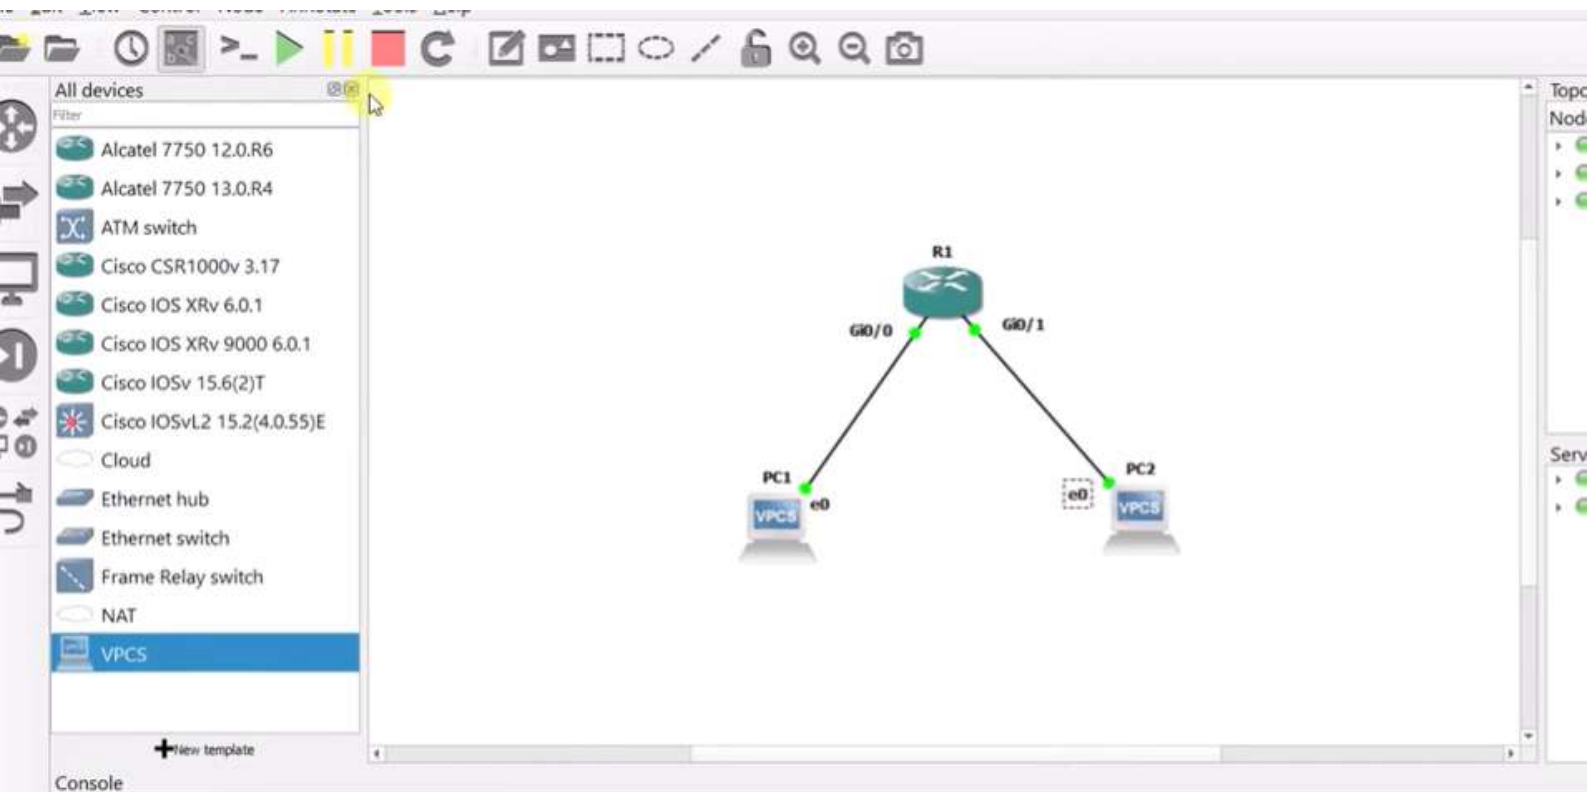 All devices
Filter
Alcatel 7750 12.0.R6
Alcatel 7750 13.0.R4
ATM switch
Cisco CSR1000v 3.17
Cisco IOS XRv 6.0.1
Cisco IOS XRv 9000 6.0.1
Cisco IOSv 15.6(2)T
Cisco IOSvL2 15.2(4.0.55)E
Cloud
Ethernet hub
Ethernet switch
Frame Relay switch
NAT
VPCS
New template
Console
R1
Gi0/0
Gi0/1
PC1
e0
VPCS
PC2
e0
VPCS
Topo
Node
Serv